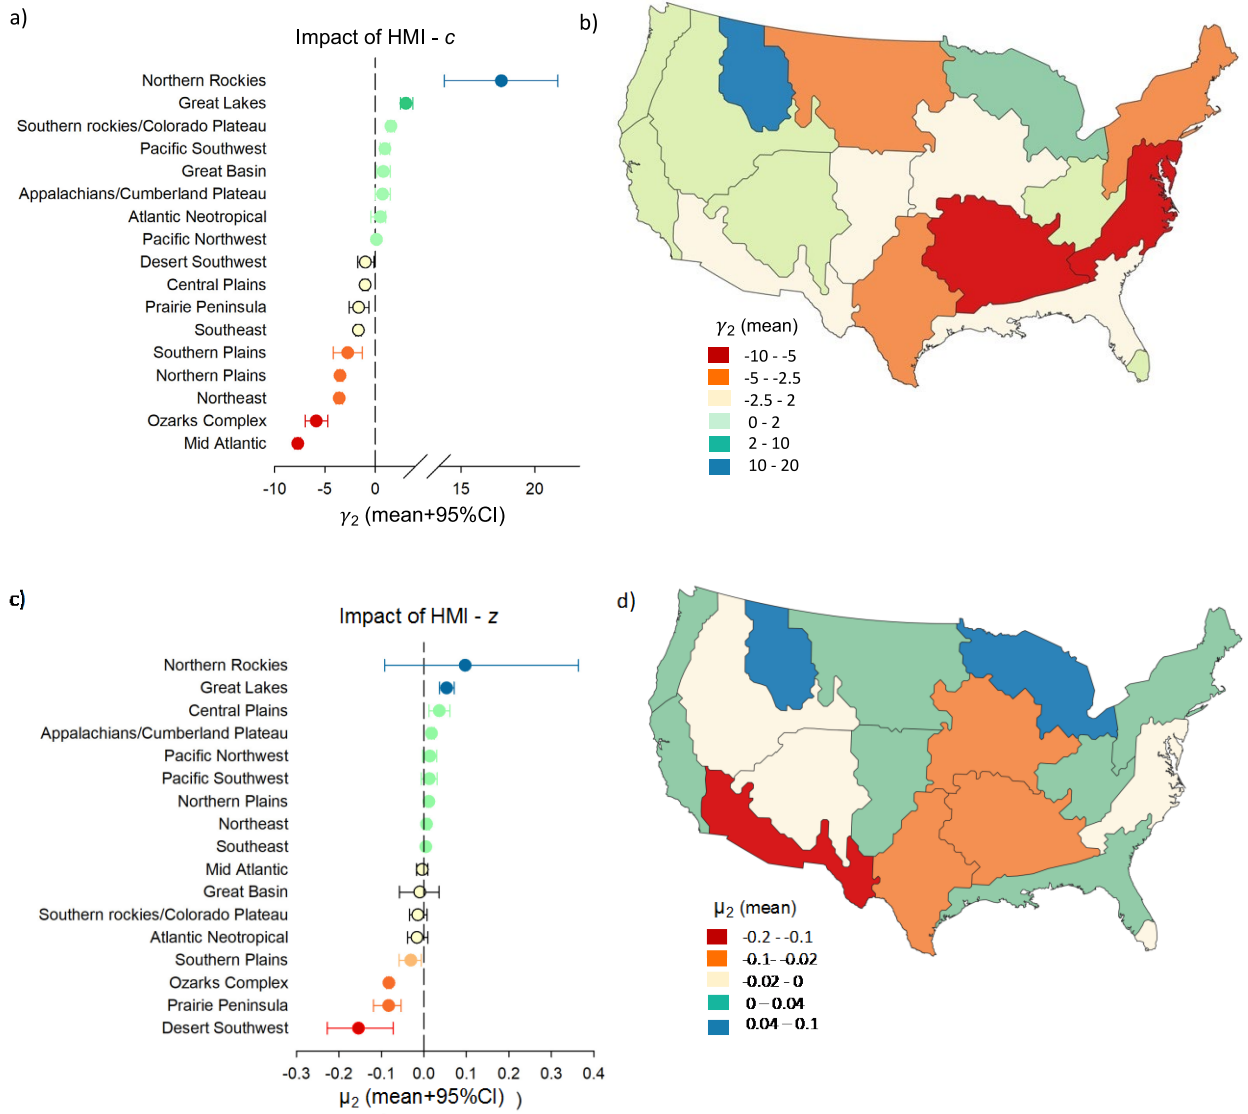 a)
Impact of HMI - c
Northern Rockies
Great Lakes
Southern rockies/Colorado Plateau
Pacific Southwest
Great Basin
Appalachians/Cumberland Plateau
Atlantic Neotropical
Pacific Northwest
Desert Southwest
Central Plains
Prairie Peninsula
Southeast
Southern Plains
Northern Plains
Northeast
Ozarks Complex
Mid Atlantic
-10 -5 0 15 20
γ2 (mean+95%CI)
b)
γ2 (mean)
-10 - -5
-5 - -2.5
-2.5 - 2
0 - 2
2 - 10
10 - 20
c)
Impact of HMI - z
Northern Rockies
Great Lakes
Central Plains
Appalachians/Cumberland Plateau
Pacific Northwest
Pacific Southwest
Northern Plains
Northeast
Southeast
Mid Atlantic
Great Basin
Southern rockies/Colorado Plateau
Atlantic Neotropical
Southern Plains
Ozarks Complex
Prairie Peninsula
Desert Southwest
-0.3 -0.2 -0.1 0.0 0.1 0.2 0.3 0.4
μ2 (mean+95%CI) )
d)
μ2 (mean)
-0.2 - -0.1
-0.1- -0.02
-0.02 - 0
0 – 0.04
0.04 – 0.1